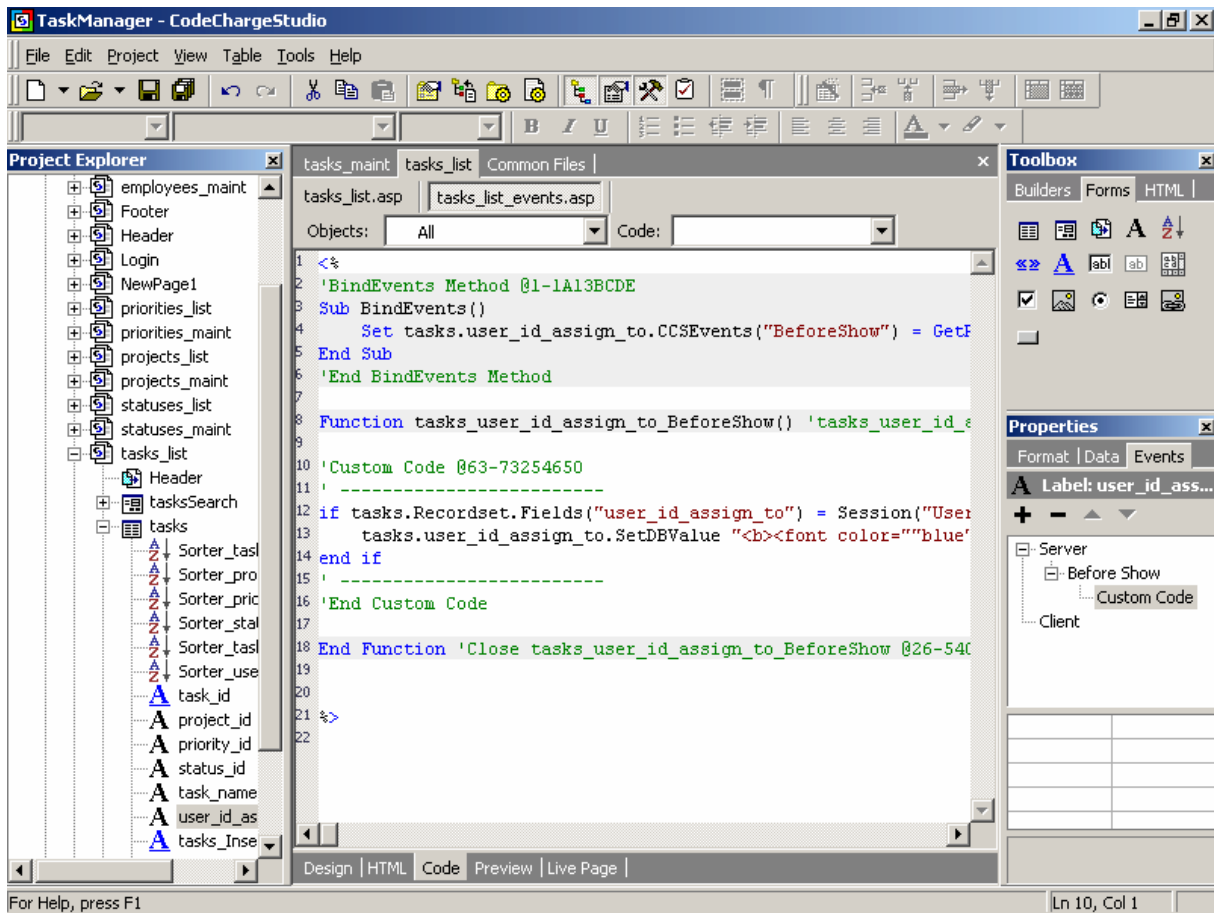 TaskManager - CodeChargeStudio
File Edit Project View Table Tools Help
B I U A
Project Explorer
employees_maint
Footer
Header
Login
NewPage1
priorities_list
priorities_maint
projects_list
projects_maint
statuses_list
statuses_maint
tasks_list
Header
tasksSearch
tasks
Sorter_tasl
Sorter_pro
Sorter_pric
Sorter_stal
Sorter_tasl
Sorter_use
task_id
project_id
priority_id
status_id
task_name
user_id_as
tasks_Inse
tasks_maint tasks_list Common Files
tasks_list.asp tasks_list_events.asp
Objects: All Code:
1 <%
2 'BindEvents Method @1-1A13BCDE
3 Sub BindEvents()
4 Set tasks.user_id_assign_to.CCSEvents("BeforeShow") = GetF
5 End Sub
6 'End BindEvents Method
7
8 Function tasks_user_id_assign_to_BeforeShow() 'tasks_user_id_a
9
10 'Custom Code @63-73254650
11 ' -------------------------
12 if tasks.Recordset.Fields("user_id_assign_to") = Session("User
13 tasks.user_id_assign_to.SetDBValue "<b><font color=""blue"
14 end if
15 ' -------------------------
16 'End Custom Code
17
18 End Function 'Close tasks_user_id_assign_to_BeforeShow @26-540
19
20
21 %>
22
Design HTML Code Preview Live Page
Toolbox
Builders Forms HTML
Properties
Format Data Events
A Label: user_id_ass...
Server
Before Show
Custom Code
Client
For Help, press F1
Ln 10, Col 1